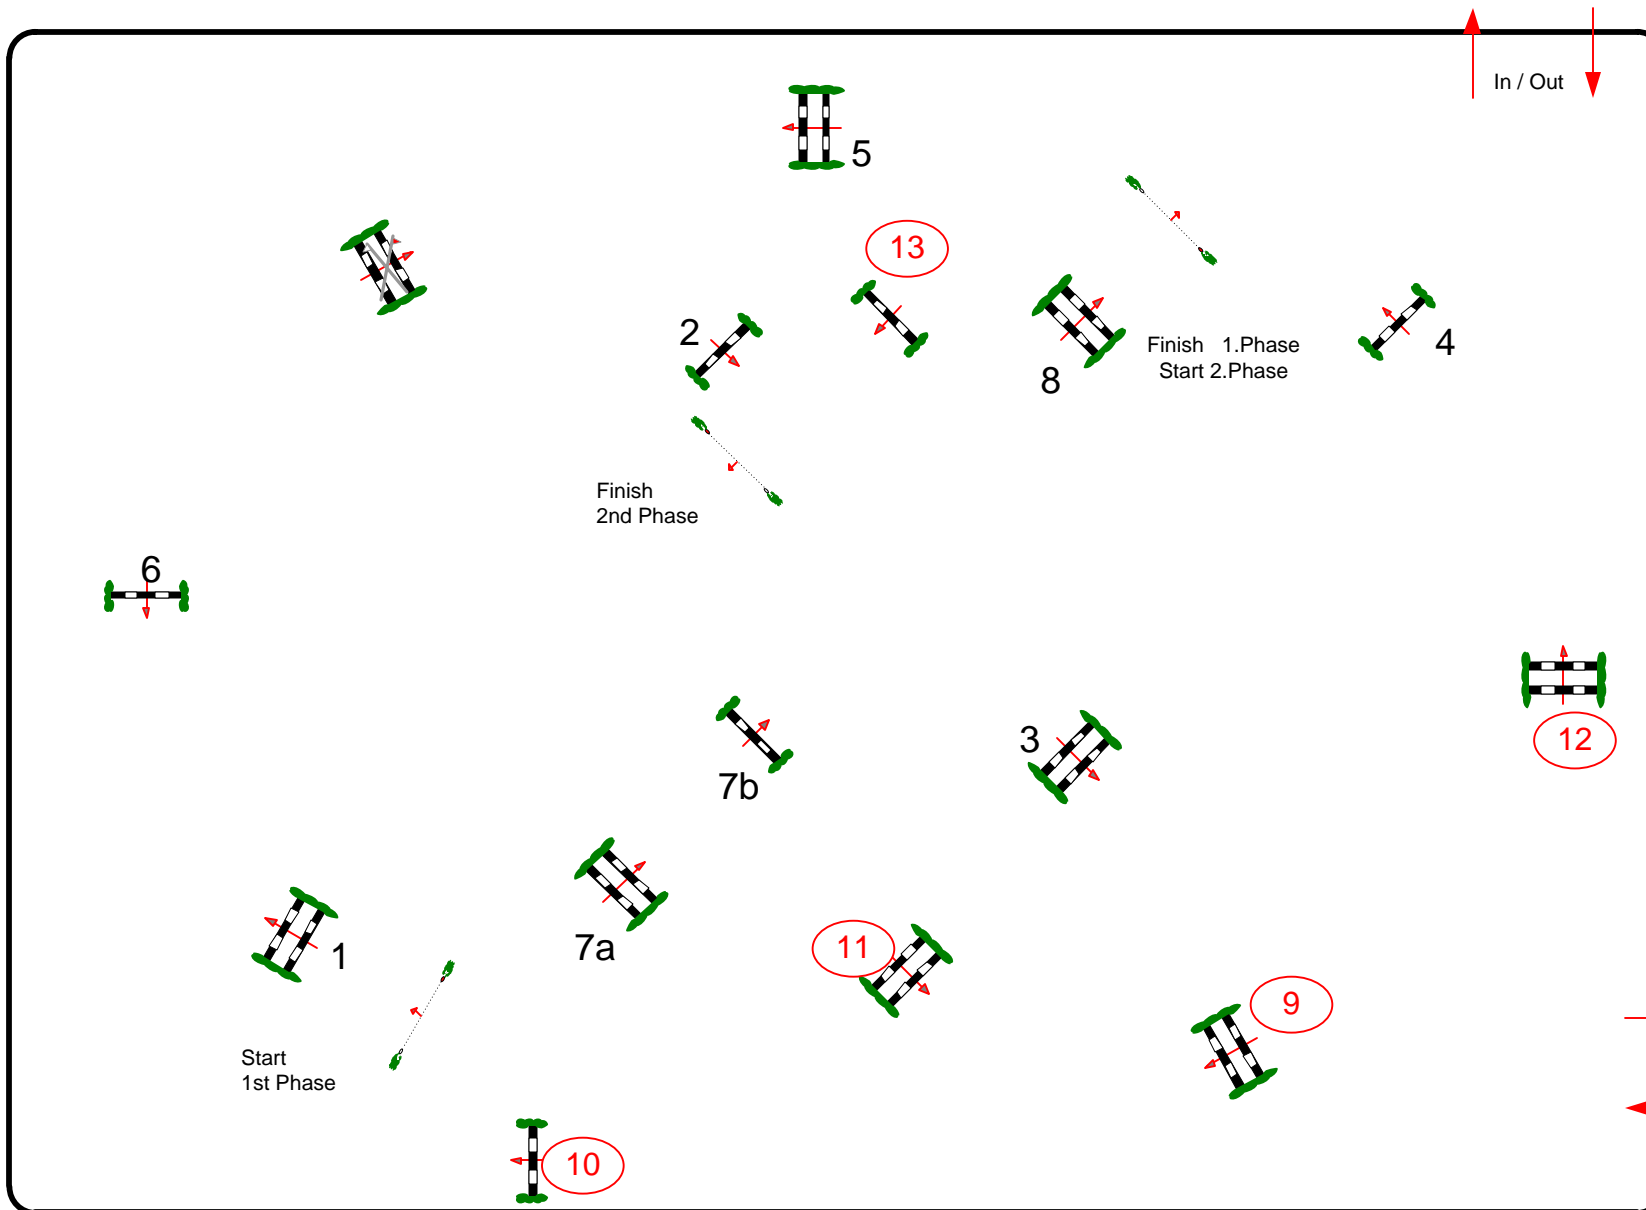 In / Out
5
13
2
8
Finish 1.Phase
Start 2.Phase
4
Finish
2nd Phase
6
7b
3
12
7a
11
1
9
Start
1st Phase
10